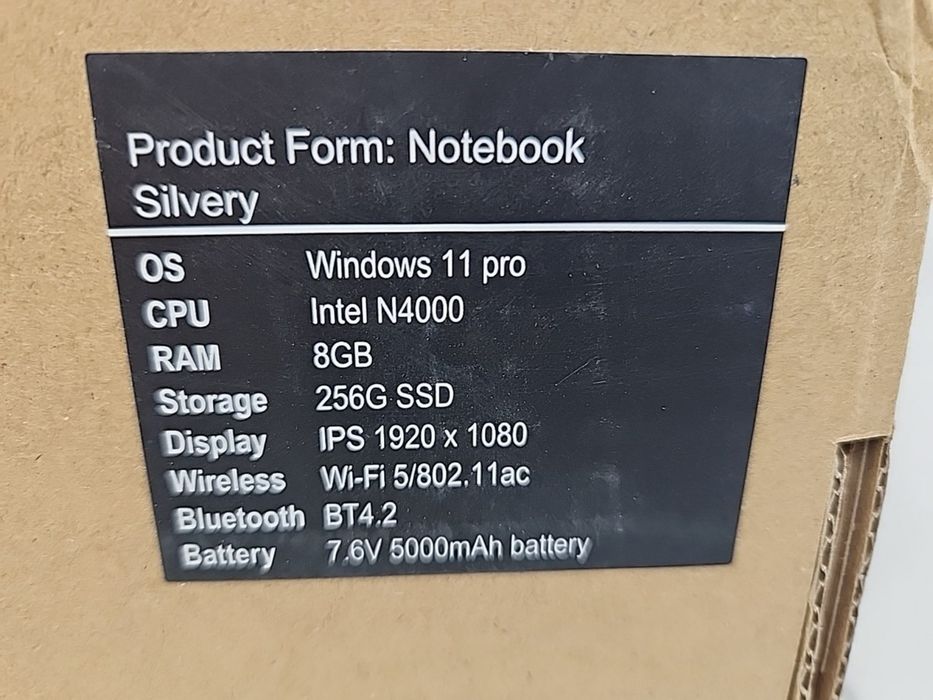 Product Form: Notebook
Silvery
OS Windows 11 pro
CPU Intel N4000
RAM 8GB
Storage 256G SSD
Display IPS 1920 x 1080
Wireless Wi-Fi 5/802.11ac
Bluetooth BT4.2
Battery 7.6V 5000mAh battery